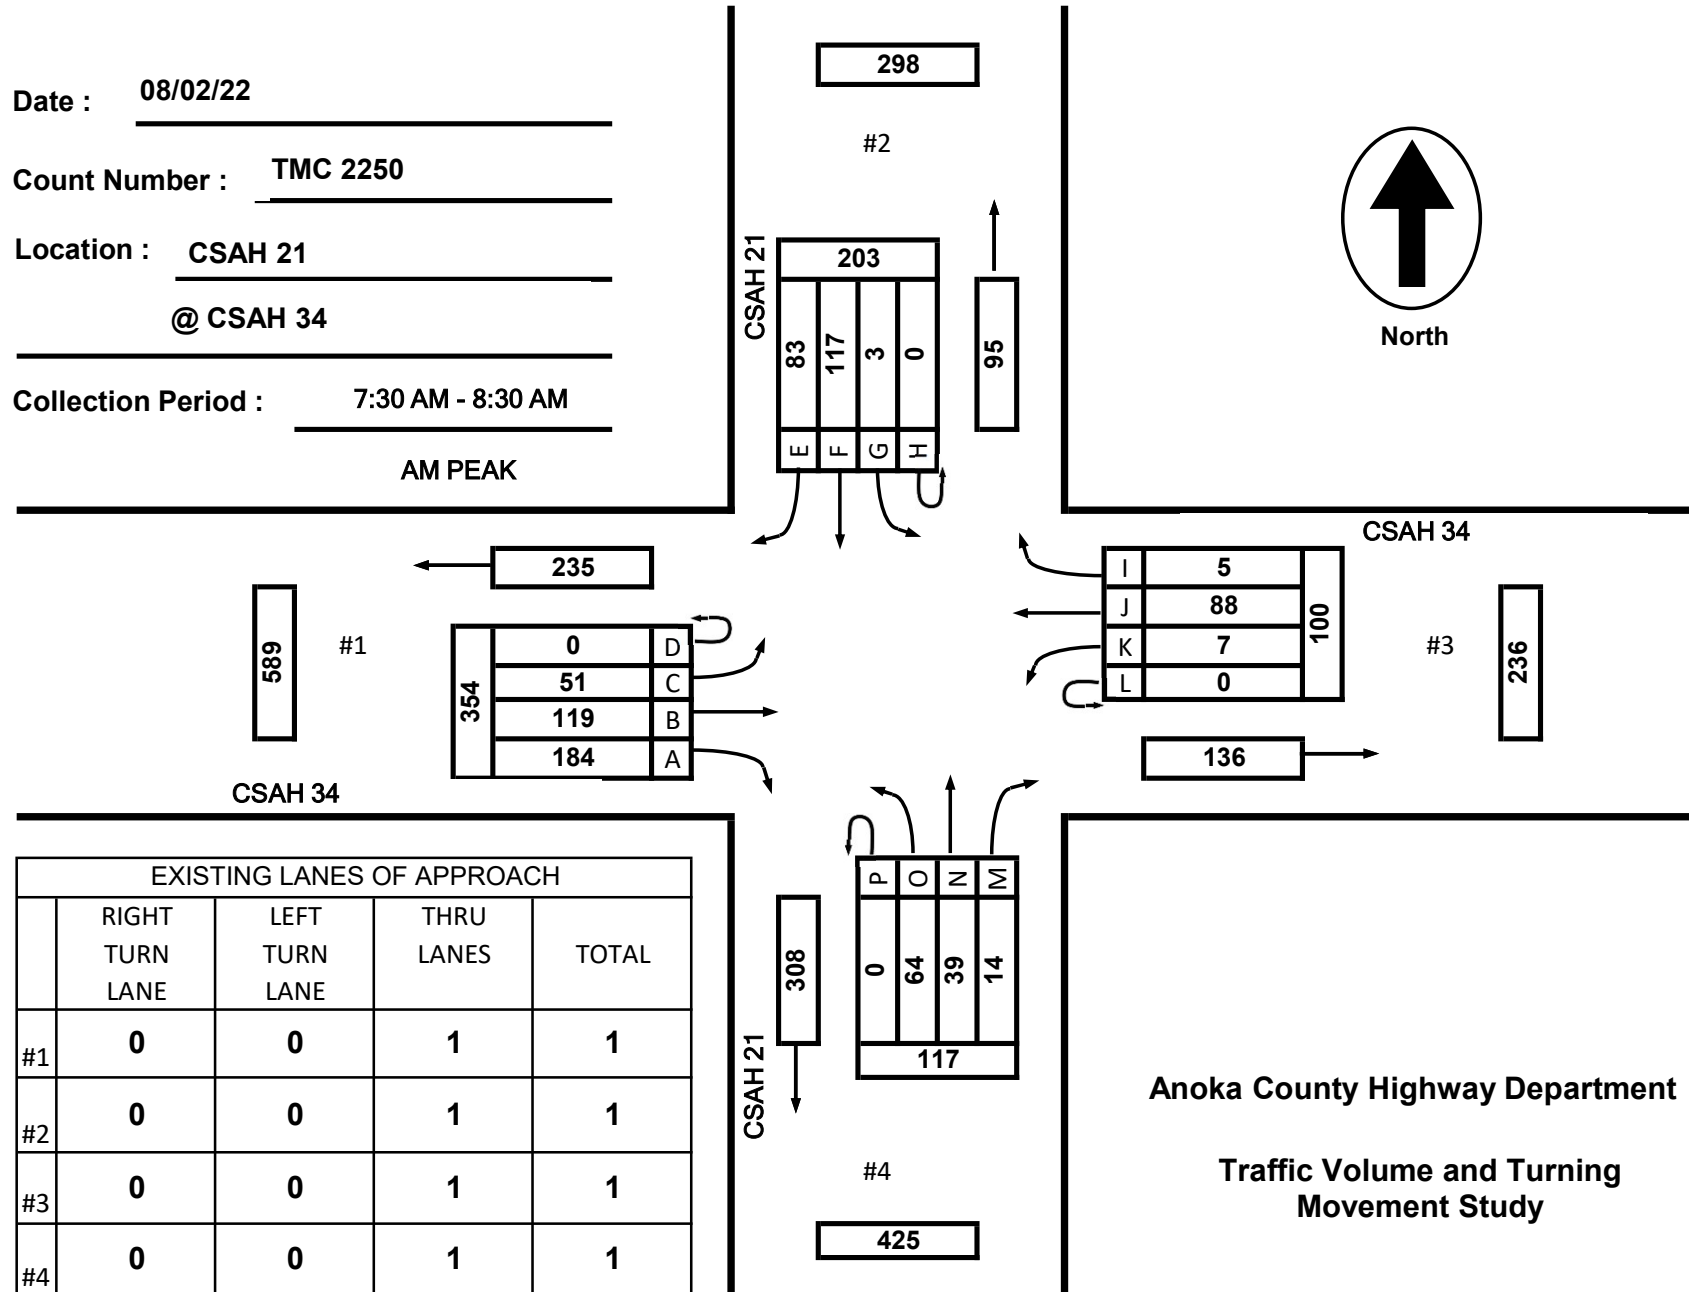 Date : 08/02/22
Count Number : TMC 2250
Location : CSAH 21
@ CSAH 34
Collection Period : 7:30 AM - 8:30 AM
AM PEAK
298
#2
CSAH 21
203
83 117 3 0
E F G H
95
North
CSAH 34
235
589
#1
354
0 D
51 C
119 B
184 A
CSAH 34
I 5
J 88
K 7
L 0
100
#3
236
136
P O N M
0 64 39 14
117
308
CSAH 21
#4
425
EXISTING LANES OF APPROACH
RIGHT LEFT THRU
TURN TURN LANES TOTAL
LANE LANE
#1 0 0 1 1
#2 0 0 1 1
#3 0 0 1 1
#4 0 0 1 1
Anoka County Highway Department
Traffic Volume and Turning
Movement Study